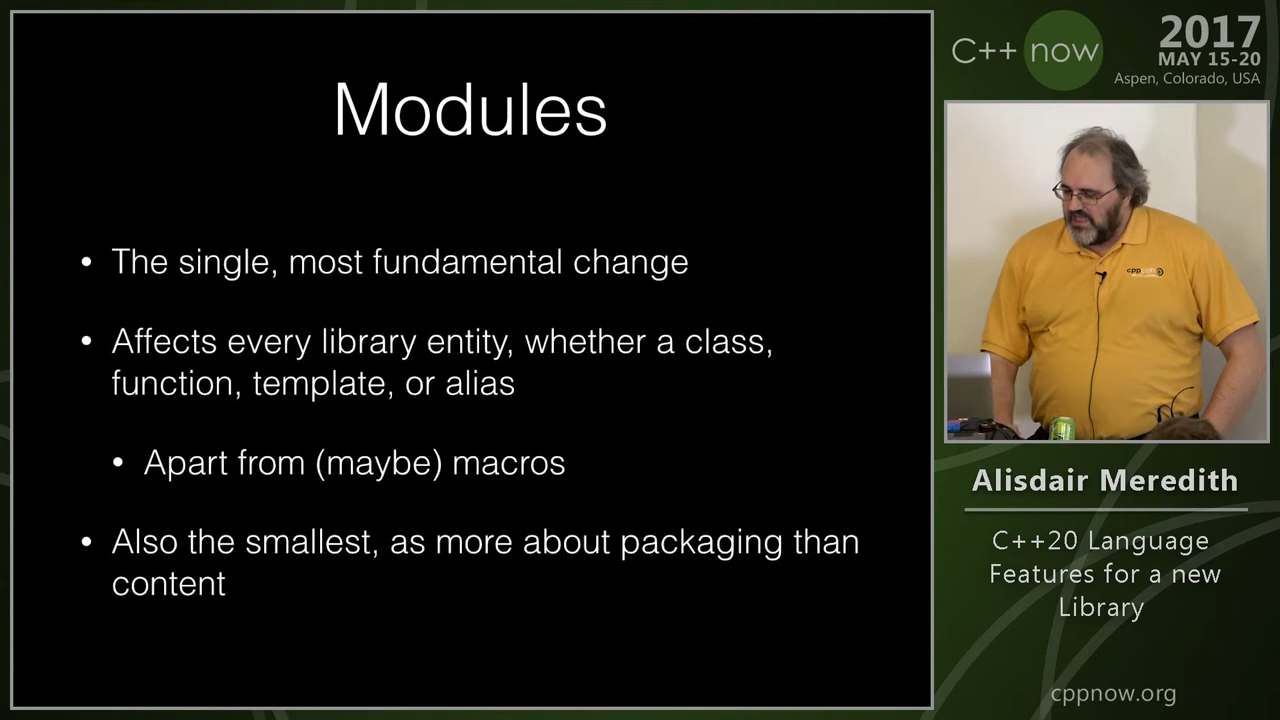 Modules
• The single, most fundamental change
• Affects every library entity, whether a class,
function, template, or alias
• Apart from (maybe) macros
• Also the smallest, as more about packaging than
content
C++ now
2017
MAY 15-20
Aspen, Colorado, USA
Alisdair Meredith
C++20 Language
Features for a new
Library
cppnow.org